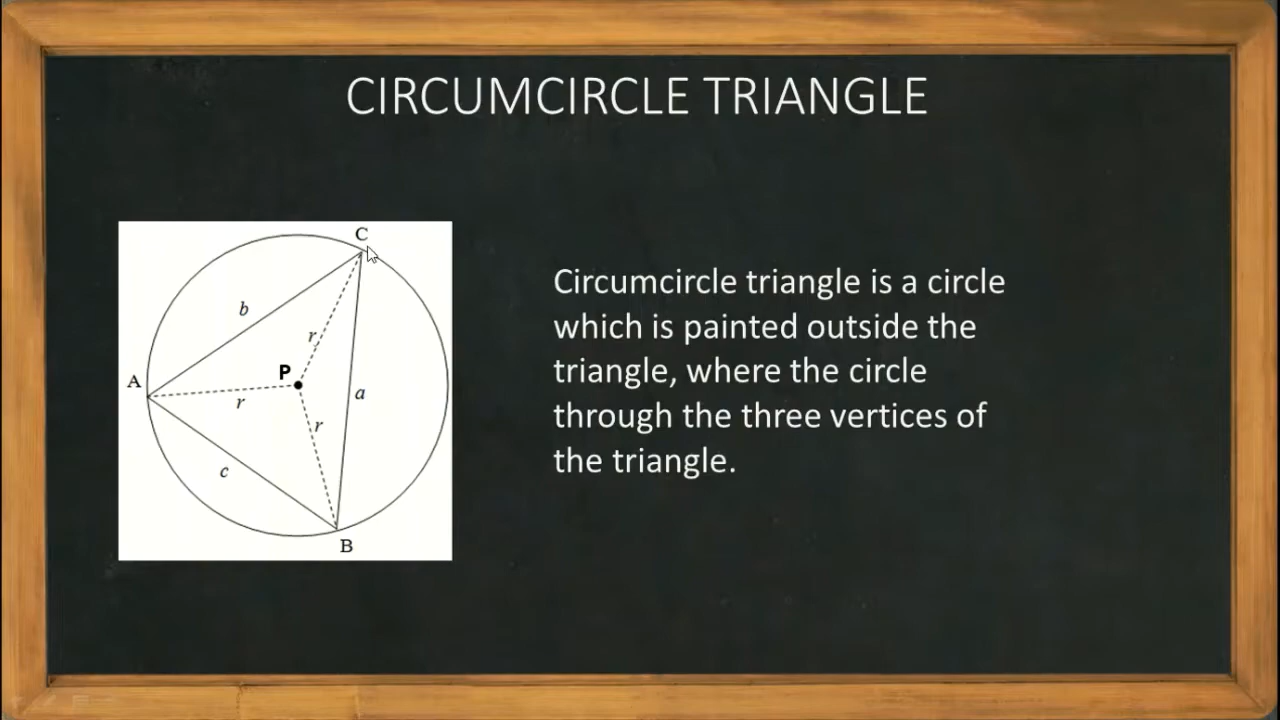 CIRCUMCIRCLE TRIANGLE
C
b
r
P
A
r
a
r
c
B
Circumcircle triangle is a circle
which is painted outside the
triangle, where the circle
through the three vertices of
the triangle.